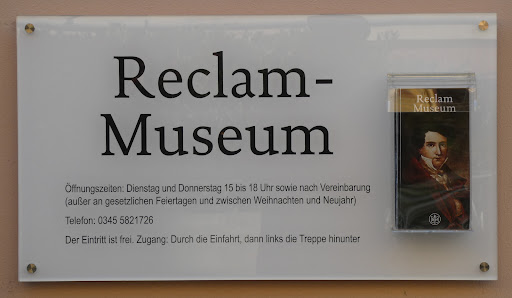 Reclam-
Museum
Öffnungszeiten: Dienstag und Donnerstag 15 bis 18 Uhr sowie nach Vereinbarung
(außer an gesetzlichen Feiertagen und zwischen Weihnachten und Neujahr)
Telefon: 0345 5821726
Der Eintritt ist frei. Zugang: Durch die Einfahrt, dann links die Treppe hinunter
Reclam
Museum